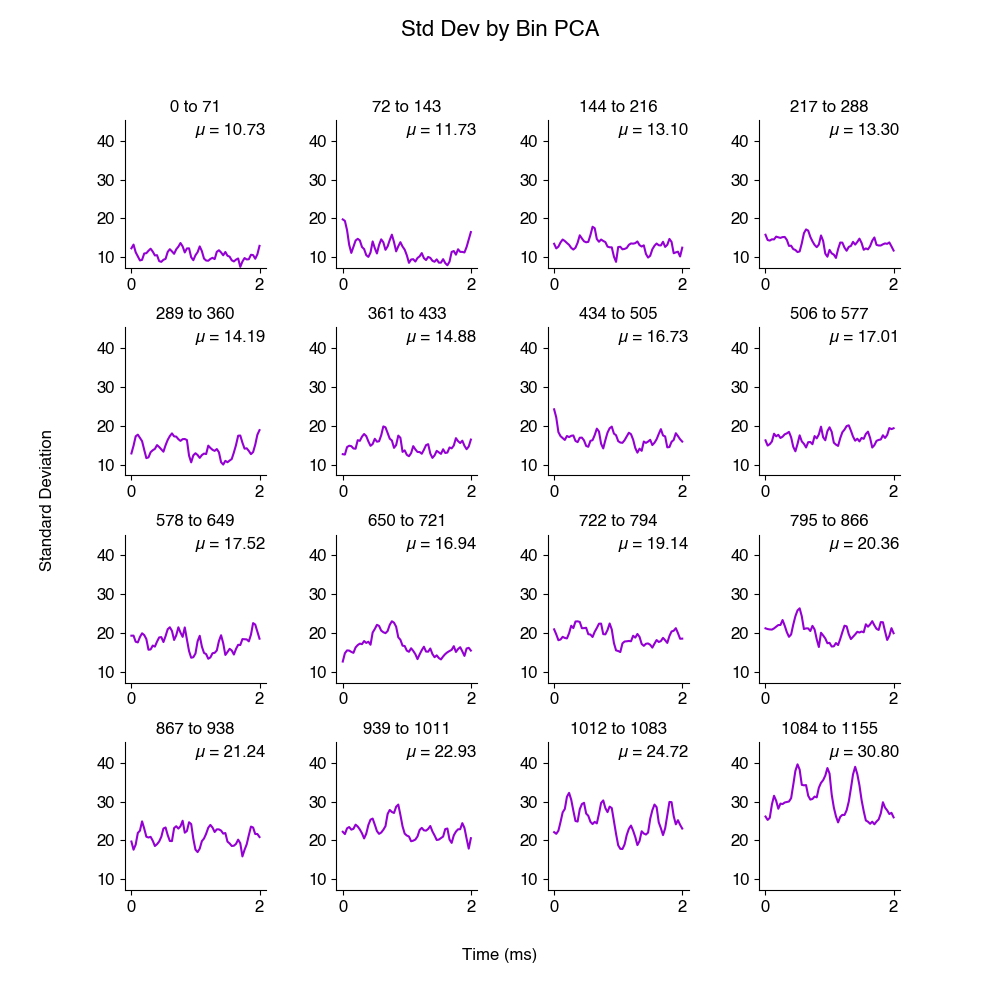 Std Dev by Bin PCA
0 to 71
μ = 10.73
40
30
20
10
0 2
72 to 143
μ = 11.73
40
30
20
10
0 2
144 to 216
μ = 13.10
40
30
20
10
0 2
217 to 288
μ = 13.30
40
30
20
10
0 2
289 to 360
μ = 14.19
40
30
20
10
0 2
361 to 433
μ = 14.88
40
30
20
10
0 2
434 to 505
μ = 16.73
40
30
20
10
0 2
506 to 577
μ = 17.01
40
30
20
10
0 2
578 to 649
μ = 17.52
40
30
20
10
0 2
650 to 721
μ = 16.94
40
30
20
10
0 2
722 to 794
μ = 19.14
40
30
20
10
0 2
795 to 866
μ = 20.36
40
30
20
10
0 2
867 to 938
μ = 21.24
40
30
20
10
0 2
939 to 1011
μ = 22.93
40
30
20
10
0 2
1012 to 1083
μ = 24.72
40
30
20
10
0 2
1084 to 1155
μ = 30.80
40
30
20
10
0 2
Standard Deviation
Time (ms)